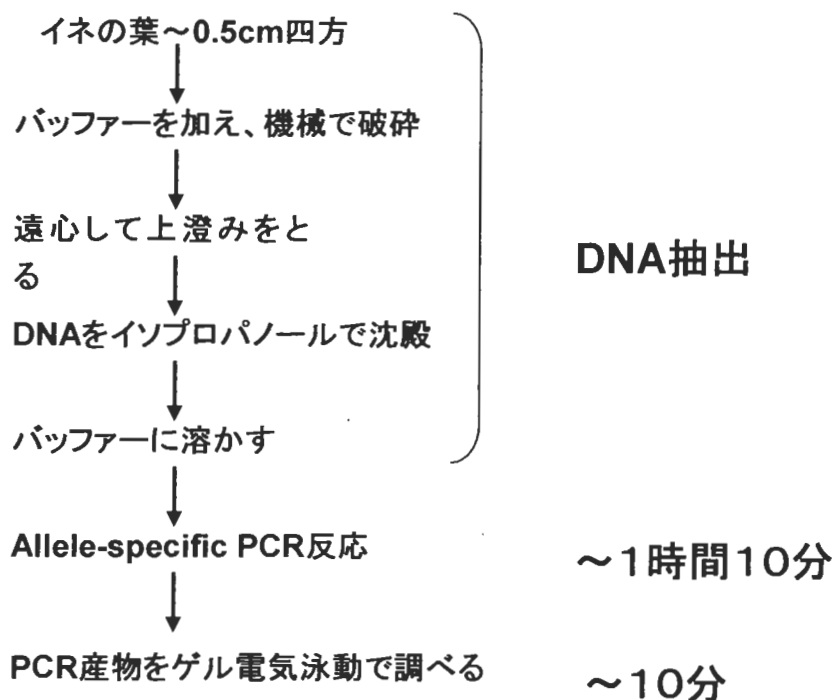 イネの葉～0.5cm四方
バッファーを加え、機械で破砕
遠心して上澄みをと
る
DNA抽出
DNAをイソプロパノールで沈殿
バッファーに溶かす
Allele-specific PCR反応
～１時間１０分
PCR産物をゲル電気泳動で調べる
～１０分